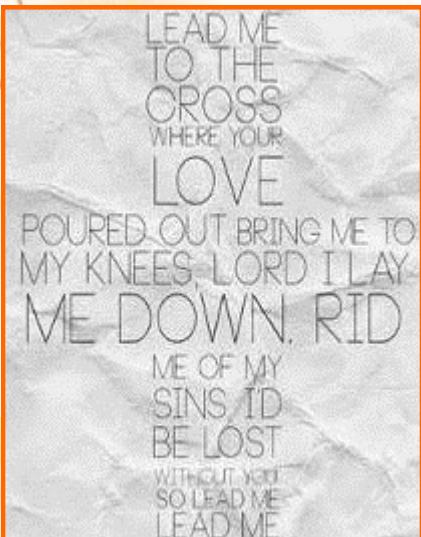 LEAD ME
TO THE
CROSS
WHERE YOUR
LOVE
POURED OUT BRING ME TO
MY KNEES, LORD I LAY
ME DOWN. RID
ME OF MY
SINS I'D
BE LOST
WITHOUT YOU
SO LEAD ME
LEAD ME